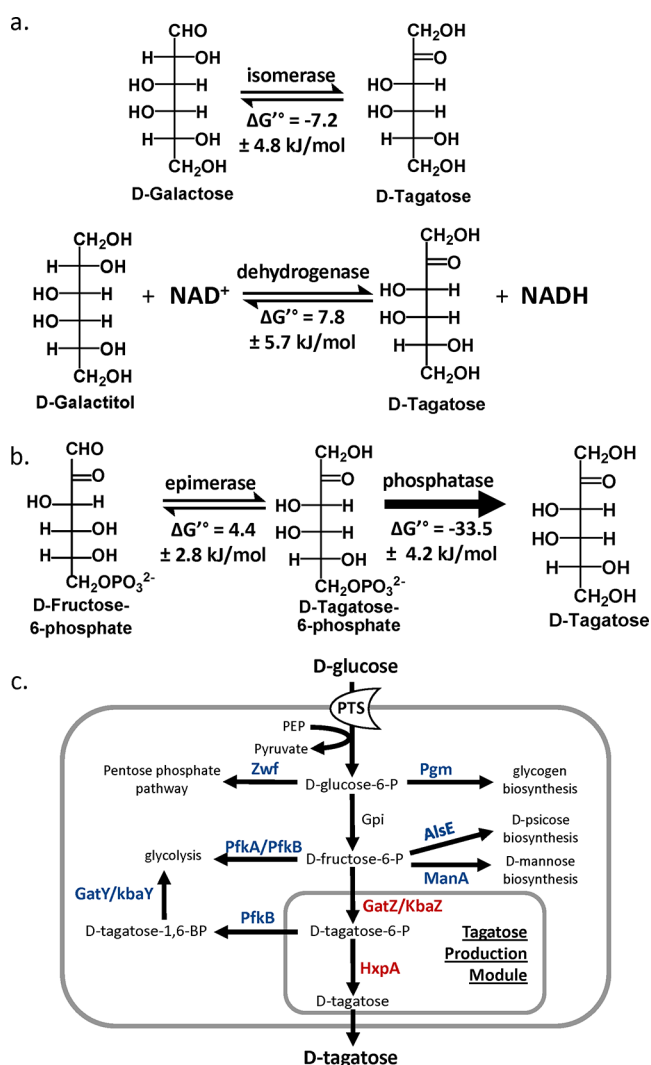 a.
CHO
H OH
HO H
HO H
H OH
CH₂OH
D-Galactose
isomerase
ΔG'° = -7.2
± 4.8 kJ/mol
CH₂OH
O
HO H
HO H
H OH
CH₂OH
D-Tagatose
CH₂OH
H OH
HO H
HO H
H OH
CH₂OH
D-Galactitol
+ NAD⁺
dehydrogenase
ΔG'° = 7.8
± 5.7 kJ/mol
CH₂OH
O
HO H
HO H
H OH
CH₂OH
D-Tagatose
+ NADH
b.
CHO
O
HO H
H OH
H OH
CH₂OPO₃²⁻
D-Fructose-
6-phosphate
epimerase
ΔG'° = 4.4
± 2.8 kJ/mol
CH₂OH
O
HO H
HO H
H OH
CH₂OPO₃²⁻
D-Tagatose-
6-phosphate
phosphatase
ΔG'° = -33.5
± 4.2 kJ/mol
CH₂OH
O
HO H
HO H
H OH
CH₂OH
D-Tagatose
c.
D-glucose
PTS
PEP
Pyruvate
Pentose phosphate
pathway
Zwf
D-glucose-6-P
Pgm
glycogen
biosynthesis
Gpi
glycolysis
PfkA/PfkB
D-fructose-6-P
AlsE
D-psicose
biosynthesis
ManA
D-mannose
biosynthesis
GatY/kbaY
GatZ/KbaZ
D-tagatose-1,6-BP
PfkB
D-tagatose-6-P
Tagatose
Production
Module
HxpA
D-tagatose
D-tagatose